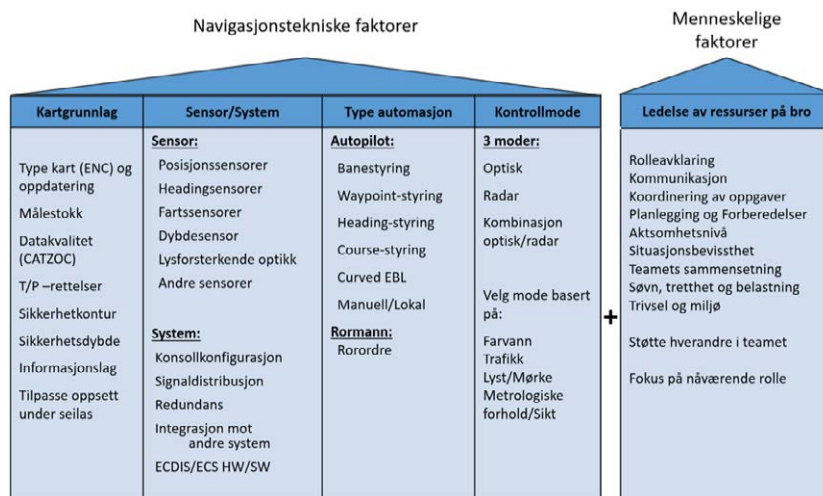 Navigasjonstekniske faktorer
Menneskelige
faktorer
Kartgrunnlag
Type kart (ENC) og
oppdatering
Målestokk
Datakvalitet
(CATZOC)
T/P –rettelser
Sikkerhetkontur
Sikkerhetsdybde
Informasjonslag
Tilpasse oppsett
under seilas
Sensor/System
Sensor:
Posisjonssensorer
Headingsensorer
Fartssensorer
Dybdesensor
Lysforsterkende optikk
Andre sensorer
System:
Konsollkonfigurasjon
Signaldistribusjon
Redundans
Integrasjon mot
andre system
ECDIS/ECS HW/SW
Type automasjon
Autopilot:
Banestyring
Waypoint-styring
Heading-styring
Course-styring
Curved EBL
Manuell/Lokal
Rormann:
Rorordre
Kontrollmode
3 moder:
Optisk
Radar
Kombinasjon
optisk/radar
Velg mode basert
på:
Farvann
Trafikk
Lyst/Mørke
Metrologiske
forhold/Sikt
+
Ledelse av ressurser på bro
Rolleavklaring
Kommunikasjon
Koordinering av oppgaver
Planlegging og Forberedelser
Aktsomhetsnivå
Situasjonsbevissthet
Teamets sammensetning
Søvn, tretthet og belastning
Trivsel og miljø
Støtte hverandre i teamet
Fokus på nåværende rolle